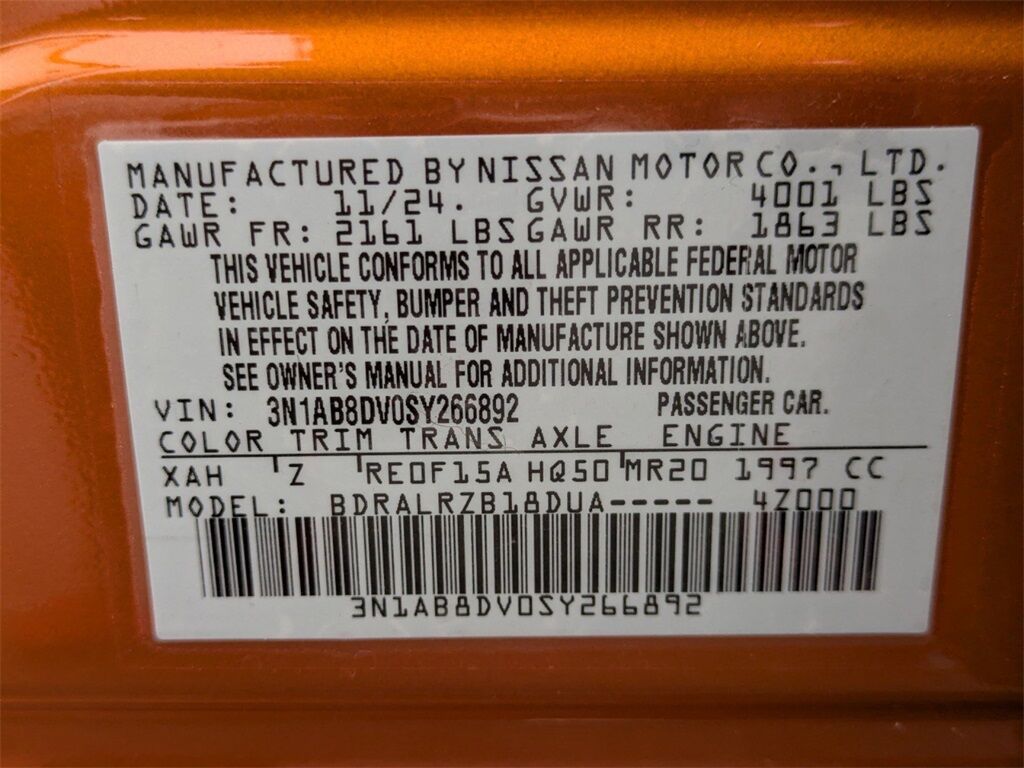 MANUFACTURED BY NISSAN MOTOR CO., LTD.
DATE: 11/24. GVWR: 4001 LBS
GAWR FR: 2161 LBS GAWR RR: 1863 LBS
THIS VEHICLE CONFORMS TO ALL APPLICABLE FEDERAL MOTOR
VEHICLE SAFETY, BUMPER AND THEFT PREVENTION STANDARDS
IN EFFECT ON THE DATE OF MANUFACTURE SHOWN ABOVE.
SEE OWNER'S MANUAL FOR ADDITIONAL INFORMATION.
VIN: 3N1AB8DV0SY266892 PASSENGER CAR.
COLOR TRIM TRANS AXLE ENGINE
XAH Z RE0F15A HQ50 MR20 1997 CC
MODEL: BDRALRZB18DUA----- 4Z000
3N1AB8DV0SY266892